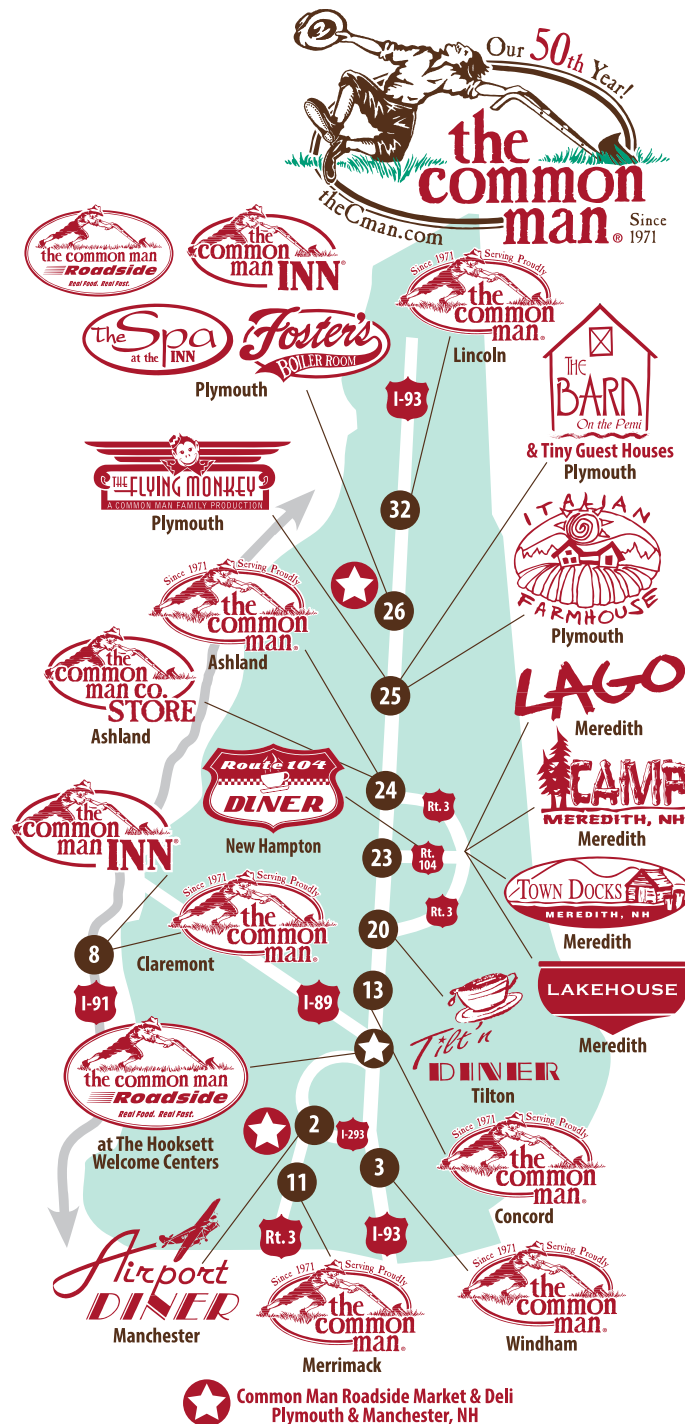 Our 50th Year!
the
common
man®
Since
1971
theCman.com
the common man
Roadside
Real Food. Real Fast.
the
common
man INN®
Since 1971 Serving Proudly
the
common
man®
Lincoln
The Spa
at the INN
Foster's
BOILER ROOM
Plymouth
THE
BARN
On the Pemi
& Tiny Guest Houses
Plymouth
I-93
THE FLYING MONKEY
A COMMON MAN FAMILY PRODUCTION
Plymouth
32
ITALIAN
FARMHOUSE
Plymouth
26
25
Since 1971 Serving Proudly
the
common
man®
Ashland
the
common
man co.
STORE
Ashland
LAGO
Meredith
24
Rt. 3
Route 104
DINER
New Hampton
CAMP
MEREDITH, NH
Meredith
23
Rt.
104
the
common
man INN®
TOWN DOCKS
MEREDITH, NH
Meredith
Rt. 3
20
Since 1971 Serving Proudly
the
common
man®
Claremont
8
I-91
I-89
13
LAKEHOUSE
Meredith
Tilt'n
DINER
Tilton
the common man
Roadside
Real Food. Real Fast.
at The Hooksett
Welcome Centers
2
I-293
3
11
Since 1971 Serving Proudly
the
common
man®
Concord
Rt. 3
I-93
Airport
DINER
Manchester
Since 1971 Serving Proudly
the
common
man®
Merrimack
Since 1971 Serving Proudly
the
common
man®
Windham
Common Man Roadside Market & Deli
Plymouth & Manchester, NH